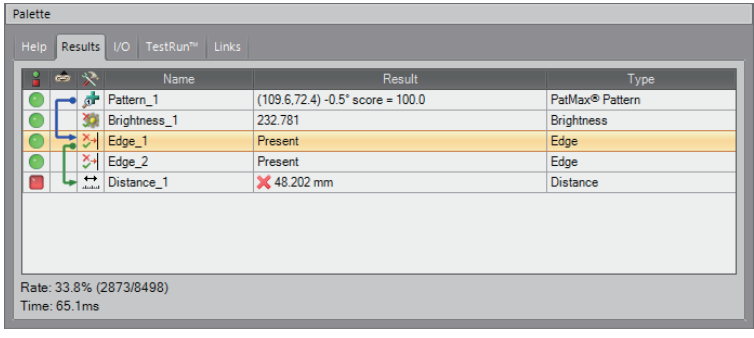 Palette
Help Results I/O TestRun™ Links
Name Result Type
Pattern_1 (109.6,72.4) -0.5° score = 100.0 PatMax® Pattern
Brightness_1 232.781 Brightness
Edge_1 Present Edge
Edge_2 Present Edge
Distance_1 48.202 mm Distance
Rate: 33.8% (2873/8498)
Time: 65.1ms